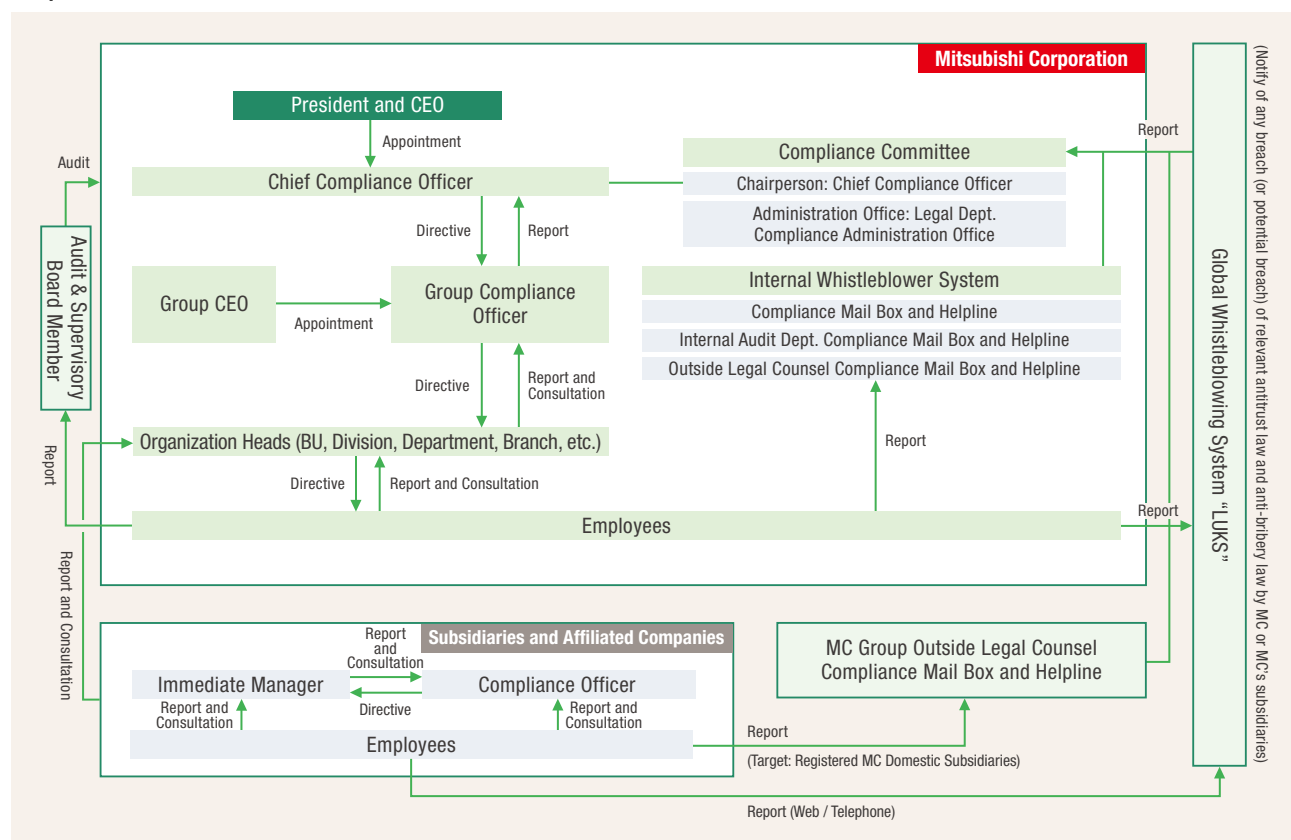 Mitsubishi Corporation
President and CEO
Appointment
Report
Compliance Committee
Audit
Chief Compliance Officer
Chairperson: Chief Compliance Officer
Administration Office: Legal Dept.
Compliance Administration Office
Directive
Report
Audit & Supervisory
Board Member
Group CEO
Appointment
Group Compliance
Officer
Internal Whistleblower System
Compliance Mail Box and Helpline
Internal Audit Dept. Compliance Mail Box and Helpline
Outside Legal Counsel Compliance Mail Box and Helpline
Directive
Report and
Consultation
Organization Heads (BU, Division, Department, Branch, etc.)
Report
Report
Directive
Report and Consultation
Employees
Report
Global Whistleblowing System “LUKS”
(Notify of any breach (or potential breach) of relevant antitrust law and anti-bribery law by MC or MC's subsidiaries)
Report and Consultation
Subsidiaries and Affiliated Companies
Report
and
Consultation
Immediate Manager
Compliance Officer
Directive
Report and
Consultation
Report and
Consultation
Employees
MC Group Outside Legal Counsel
Compliance Mail Box and Helpline
Report
(Target: Registered MC Domestic Subsidiaries)
Report (Web / Telephone)